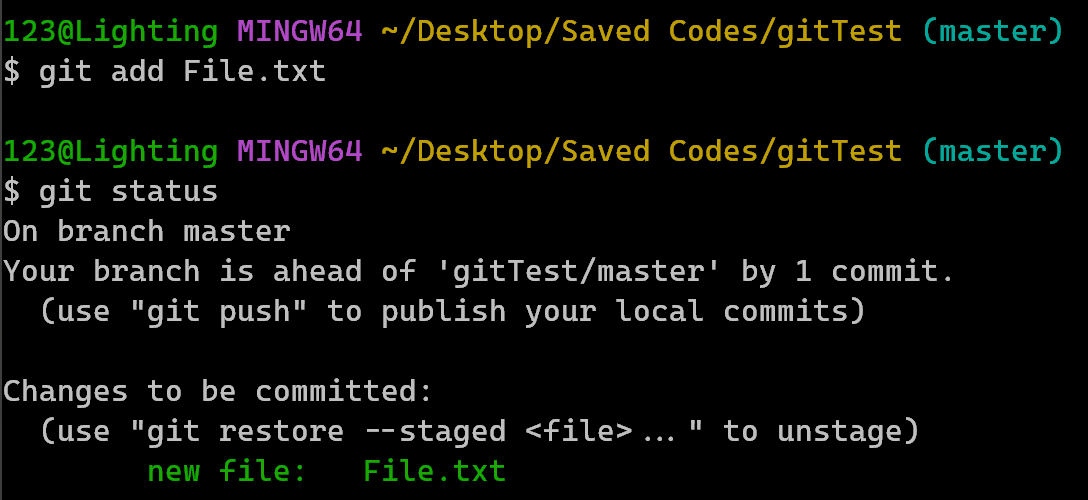 123@Lighting MINGW64 ~/Desktop/Saved Codes/gitTest (master)
$ git add File.txt
123@Lighting MINGW64 ~/Desktop/Saved Codes/gitTest (master)
$ git status
On branch master
Your branch is ahead of 'gitTest/master' by 1 commit.
(use "git push" to publish your local commits)
Changes to be committed:
(use "git restore --staged <file>..." to unstage)
new file: File.txt